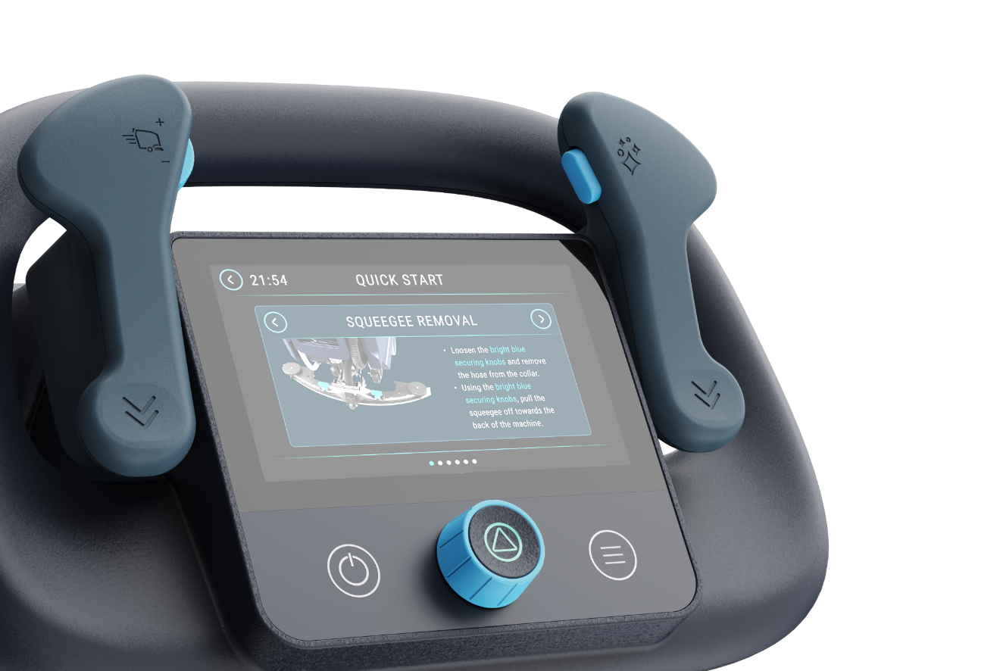 +
−
21:54
QUICK START
SQUEEGEE REMOVAL
• Loosen the bright blue
securing knobs and remove
the hose from the collar.
• Using the bright blue
securing knobs, pull the
squeegee off towards the
back of the machine.